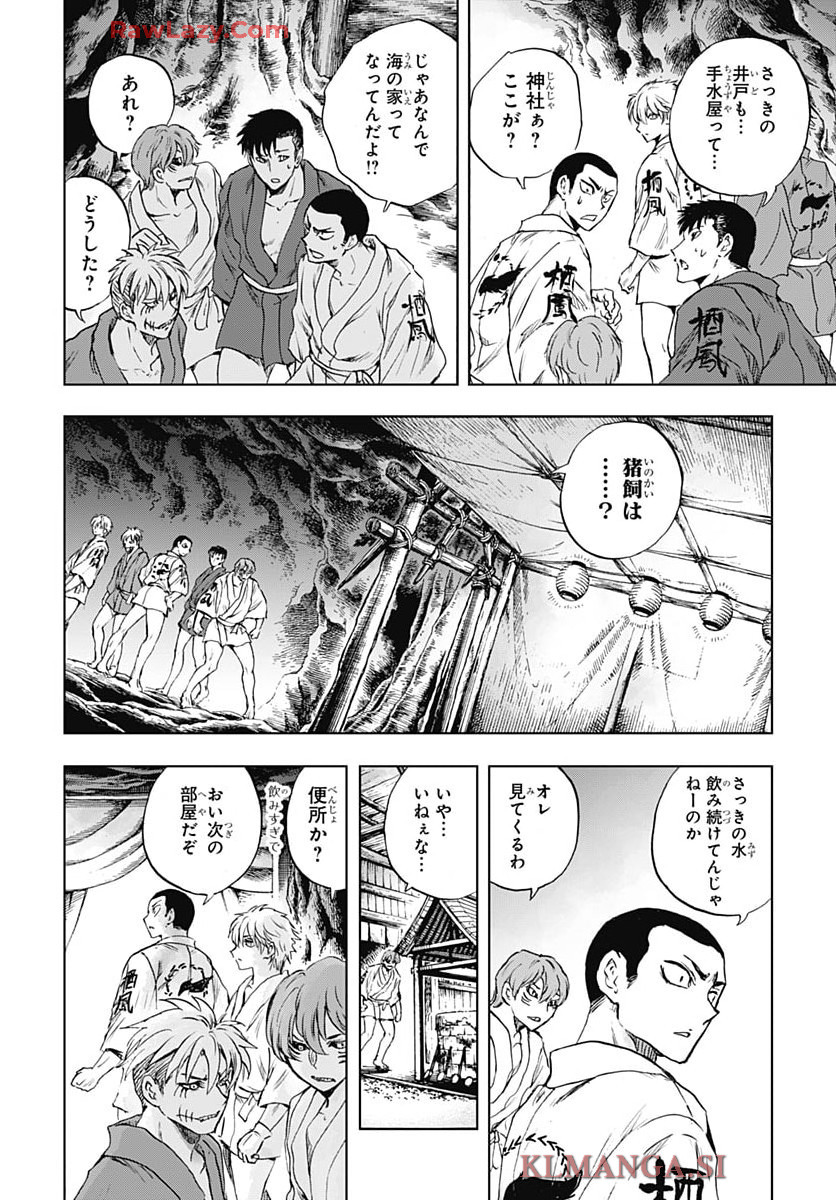 RawLazy.Com
さっきの
井戸も…
手水屋って…
神社ぁ?
ここが?
じゃあなんで
海の家って
なってんだよ!?
あれ?
どうした?
栖風
栖風
栖風
栖風
猪飼は
……?
さっきの水
飲み続けてんじゃ
ねーのか
オレ
見てくるわ
いや…
いねぇな…
便所か?
飲みすぎで
おい次の
部屋だぞ
栖風
栖
KLMANGA.SI